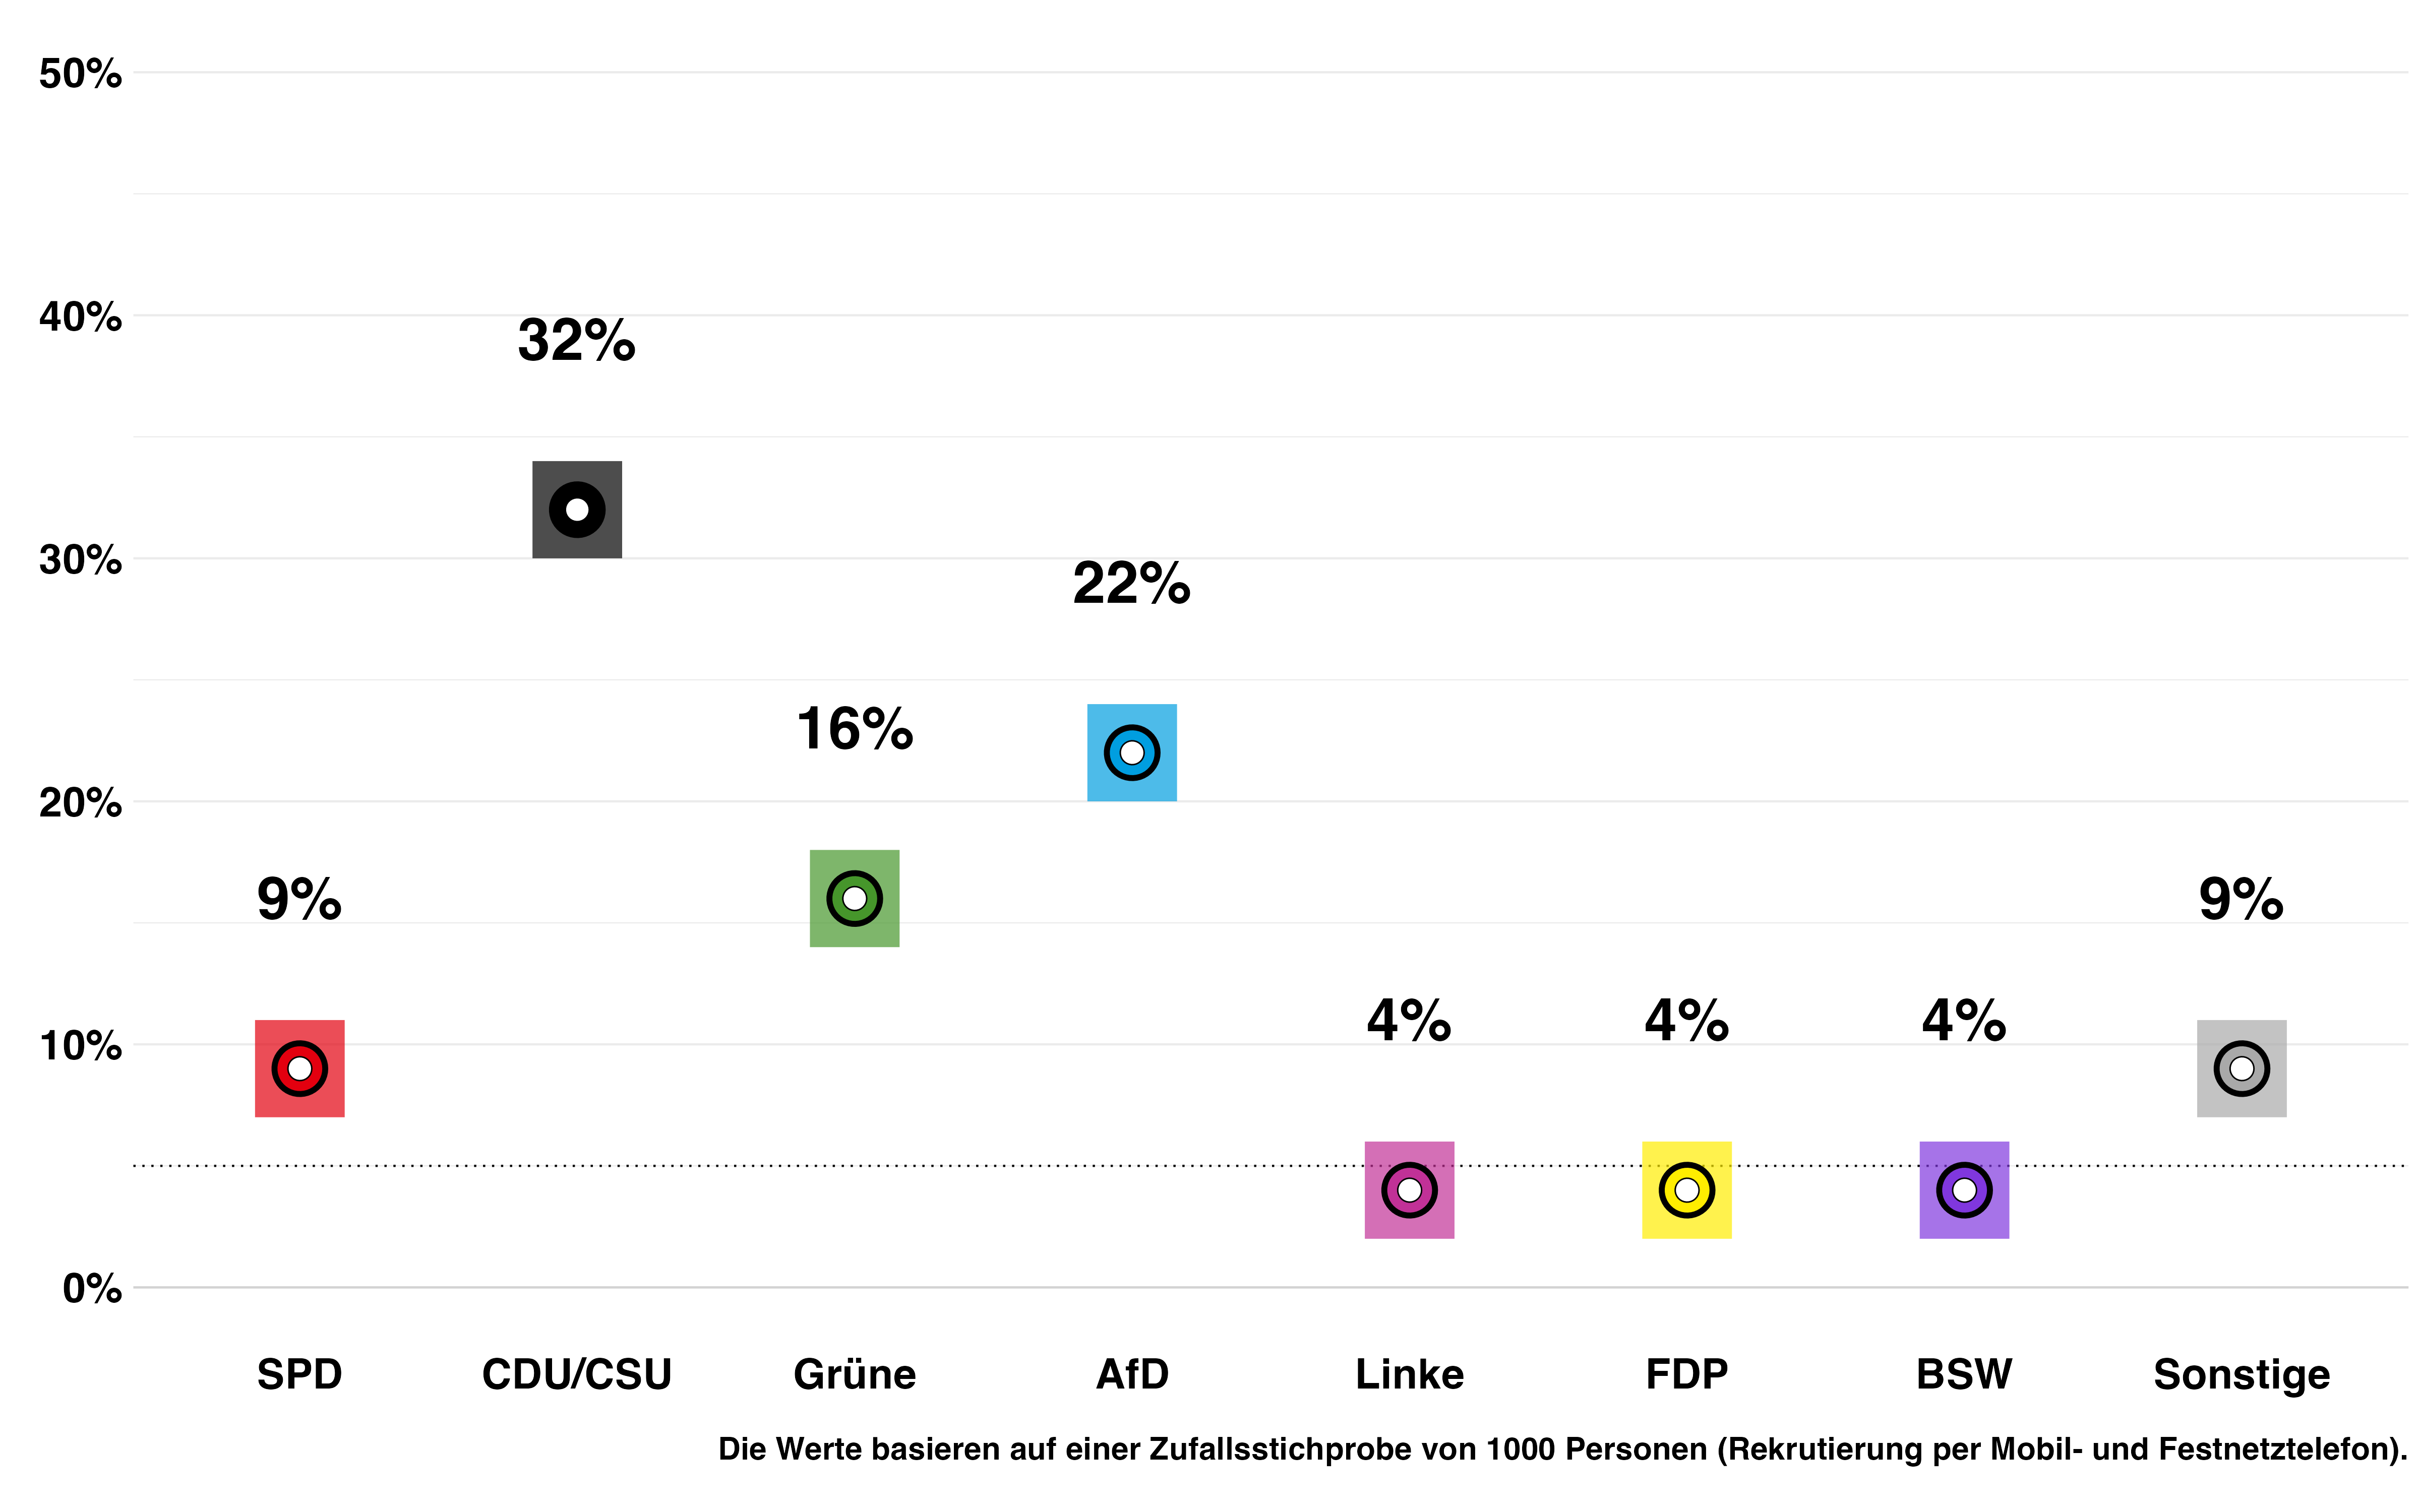 50%
40%
32%
30%
22%
16%
20%
9%
9%
4%
4%
4%
10%
0%
SPD
CDU/CSU
Grüne
AfD
Linke
FDP
BSW
Sonstige
Die Werte basieren auf einer Zufallsstichprobe von 1000 Personen (Rekrutierung per Mobil- und Festnetztelefon).